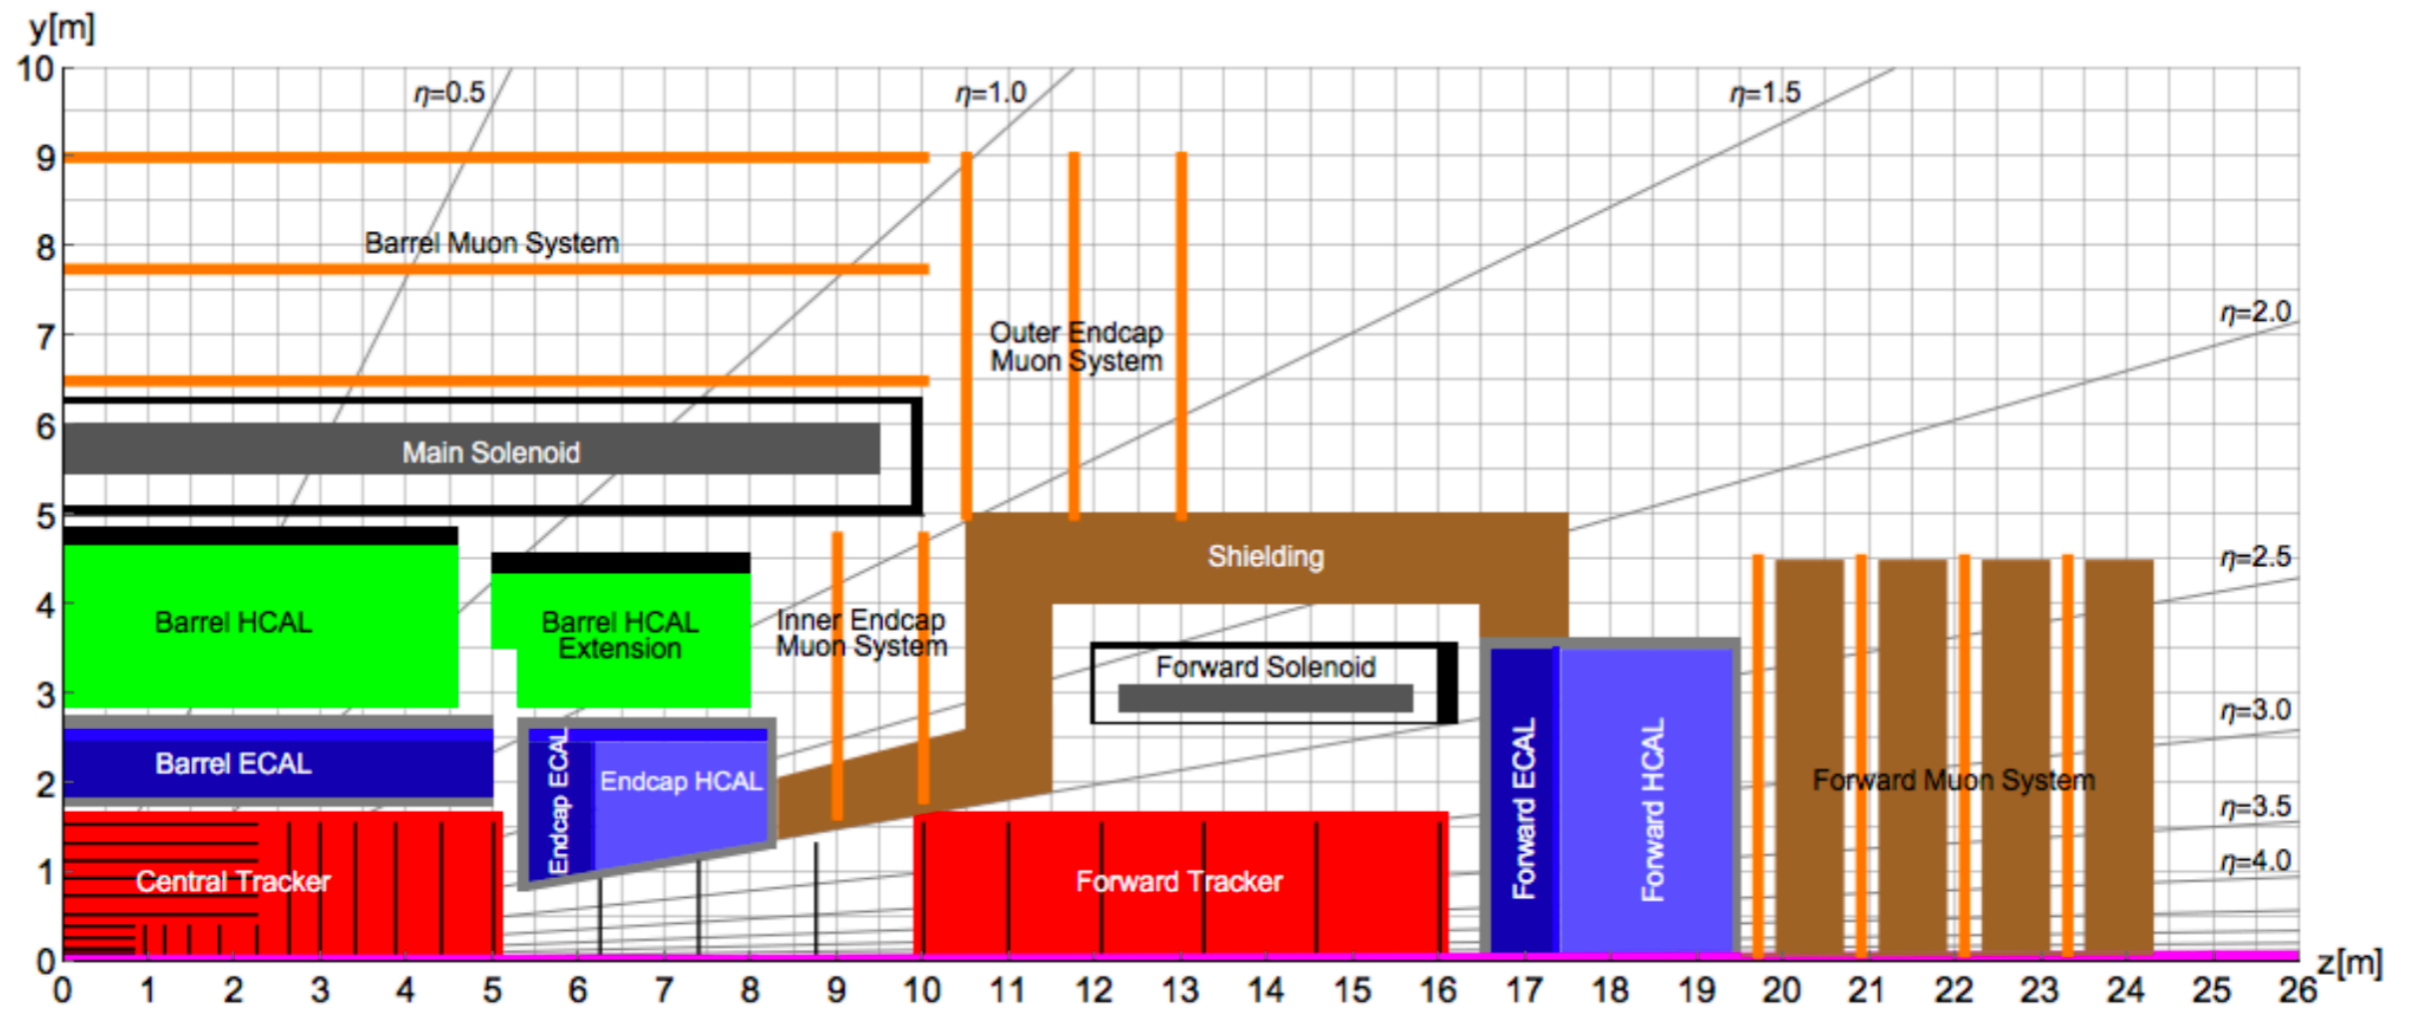 y[m]
10
η=0.5
η=1.0
η=1.5
9
Barrel Muon System
8
η=2.0
7
Outer Endcap
Muon System
6
Main Solenoid
5
Shielding
η=2.5
4
Barrel HCAL
Barrel HCAL
Extension
Inner Endcap
Muon System
Forward Solenoid
3
η=3.0
Barrel ECAL
Endcap ECAL
Endcap HCAL
Forward ECAL
Forward HCAL
Forward Muon System
2
η=3.5
1
Central Tracker
Forward Tracker
η=4.0
0
z[m]
0 1 2 3 4 5 6 7 8 9 10 11 12 13 14 15 16 17 18 19 20 21 22 23 24 25 26